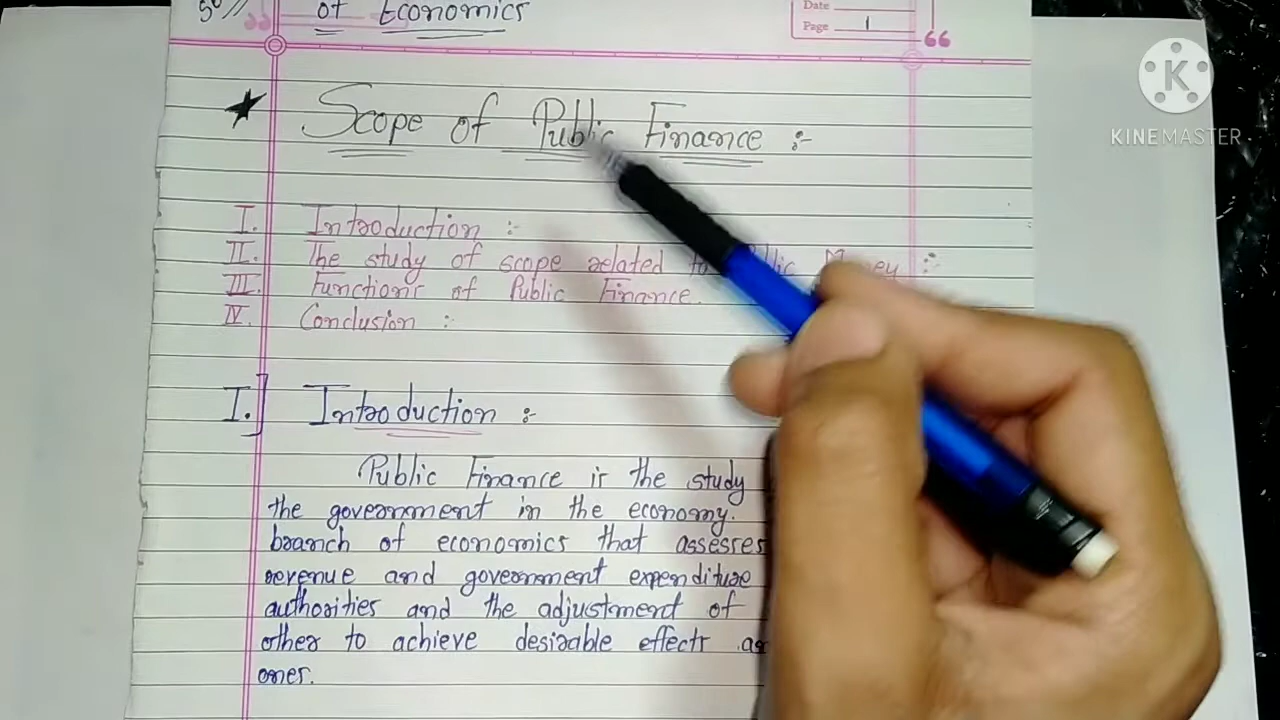 of Economics
Date
Page 1
KINEMASTER
★ Scope of Public Finance :-
I. Introduction :-
II. The study of scope related to Public Money :-
III. Functions of Public Finance.
IV. Conclusion :
I.] Introduction :-
Public Finance is the study
the government in the economy.
branch of economics that assesses
revenue and government expenditure
authorities and the adjustment of
other to achieve desirable effects
ones.